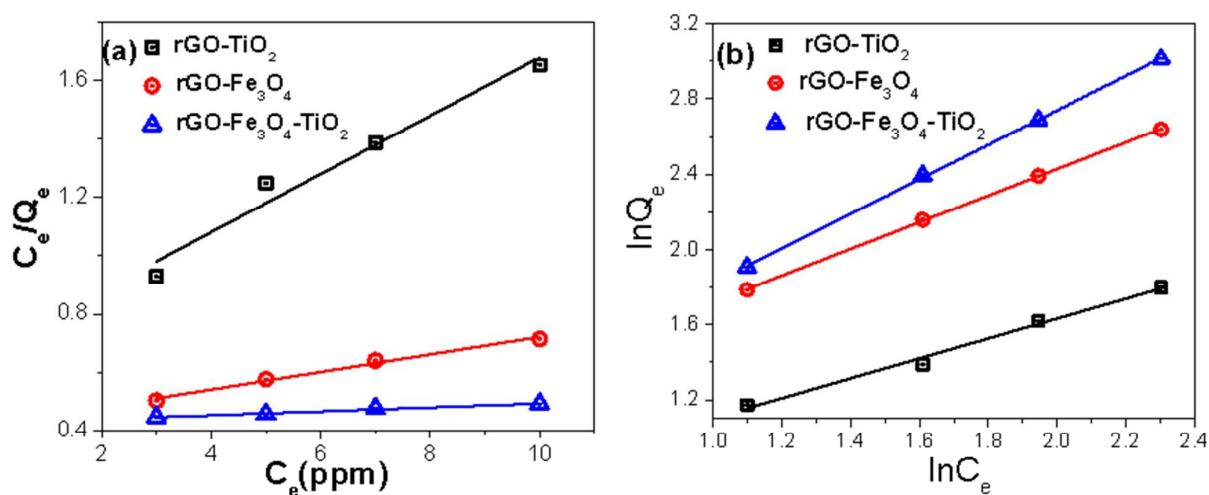 (a)
rGO-TiO₂
rGO-Fe₃O₄
rGO-Fe₃O₄-TiO₂
1.6
1.2
0.8
0.4
Cₑ/Qₑ
2 4 6 8 10
Cₑ(ppm)
(b)
rGO-TiO₂
rGO-Fe₃O₄
rGO-Fe₃O₄-TiO₂
3.2
2.8
2.4
2.0
1.6
1.2
lnQₑ
1.0 1.2 1.4 1.6 1.8 2.0 2.2 2.4
lnCₑ